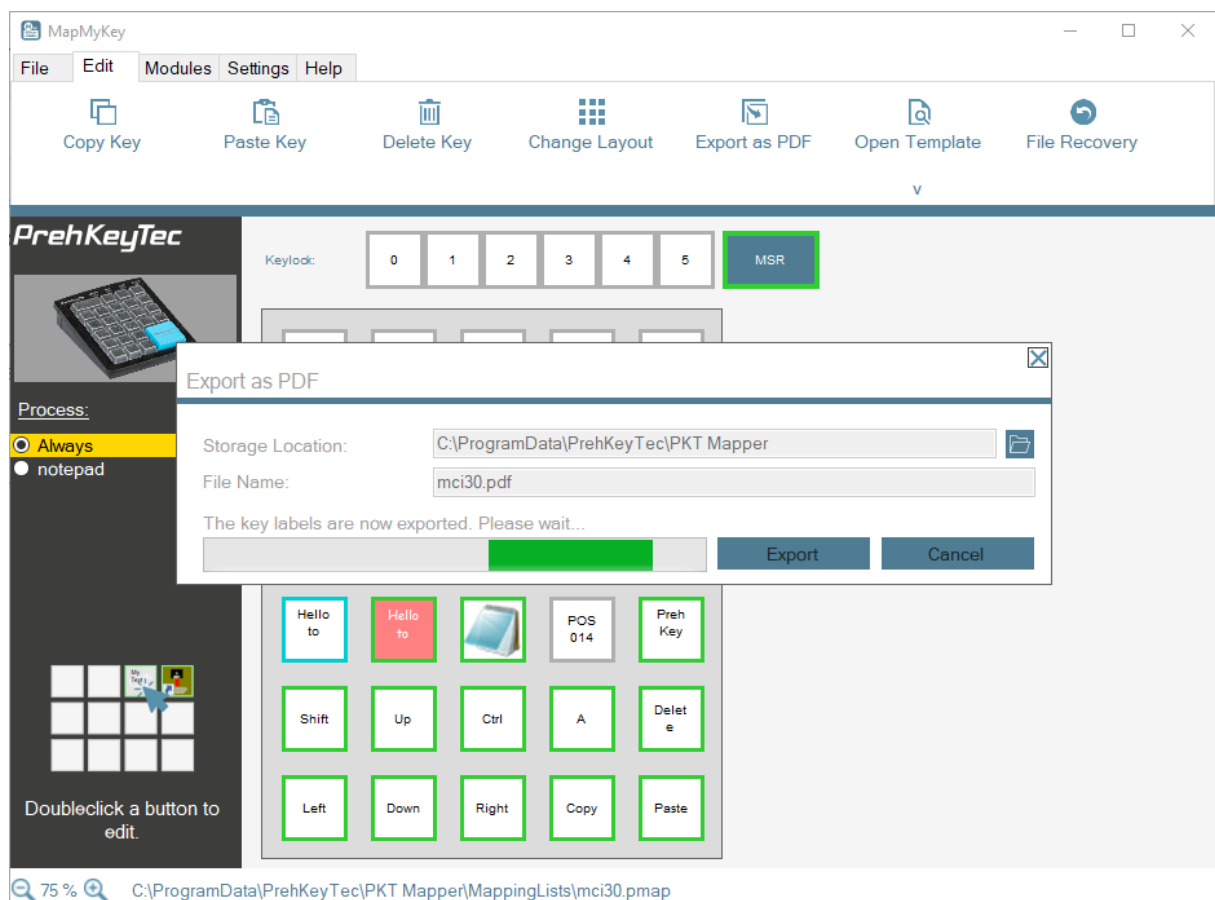 MapMyKey
File Edit Modules Settings Help
Copy Key Paste Key Delete Key Change Layout Export as PDF Open Template File Recovery
v
PrehKeyTec
Keylock: 0 1 2 3 4 5 MSR
Export as PDF
Process:
Always
notepad
Storage Location: C:\ProgramData\PrehKeyTec\PKT Mapper
File Name: mci30.pdf
The key labels are now exported. Please wait...
Export Cancel
Hello
to
Hello
to
POS
014
Preh
Key
My
Text
Shift Up Ctrl A Delet
e
Left Down Right Copy Paste
Doubleclick a button to
edit.
75 % C:\ProgramData\PrehKeyTec\PKT Mapper\MappingLists\mci30.pmap